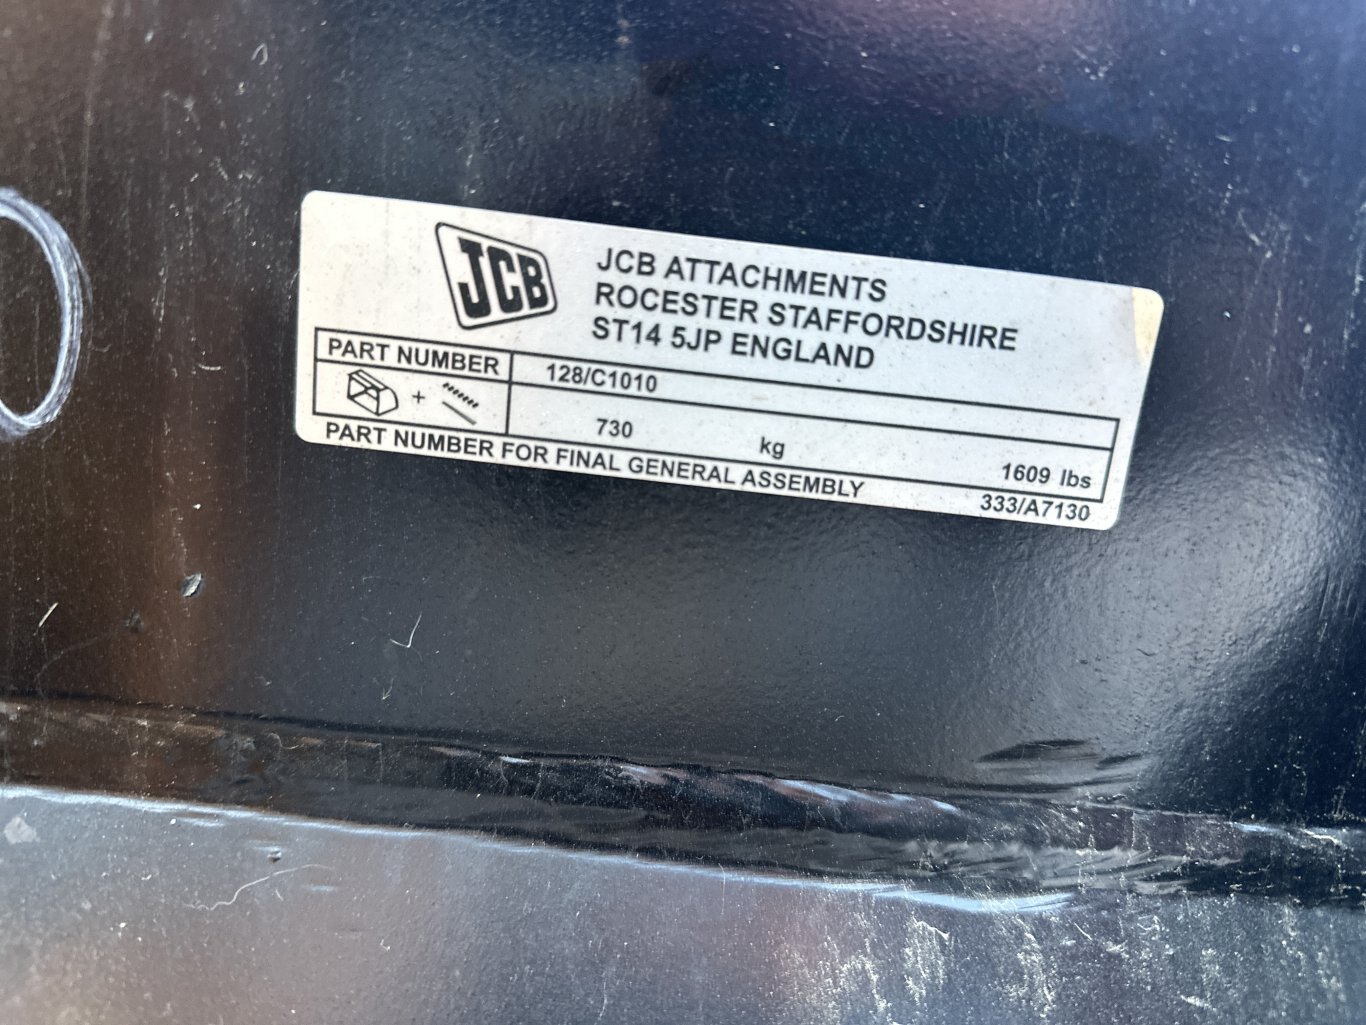 JCB
JCB ATTACHMENTS
ROCESTER STAFFORDSHIRE
ST14 5JP ENGLAND
PART NUMBER 128/C1010
+ 730 kg 1609 lbs
PART NUMBER FOR FINAL GENERAL ASSEMBLY 333/A7130